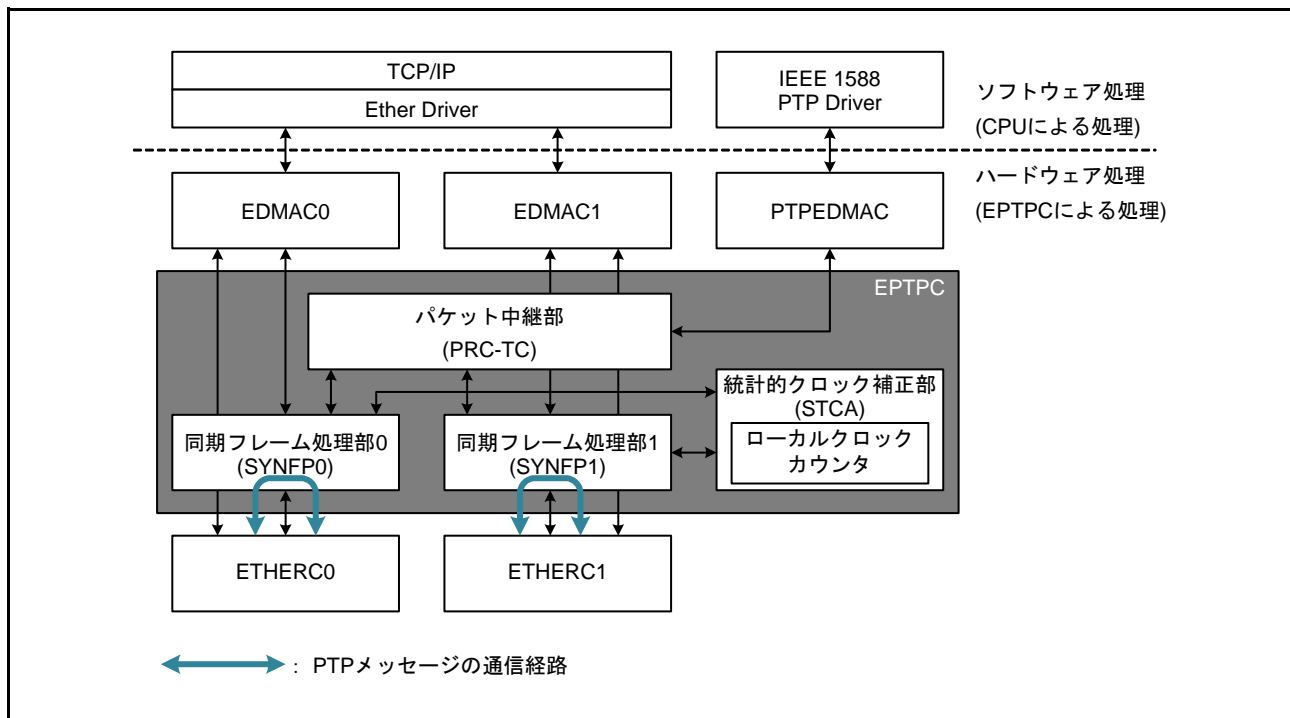 TCP/IP
Ether Driver
IEEE 1588
PTP Driver
ソフトウェア処理
(CPUによる処理)
ハードウェア処理
(EPTPCによる処理)
EDMAC0
EDMAC1
PTPEDMAC
EPTPC
パケット中継部
(PRC-TC)
統計的クロック補正部
(STCA)
ローカルクロック
カウンタ
同期フレーム処理部0
(SYNFP0)
同期フレーム処理部1
(SYNFP1)
ETHERC0
ETHERC1
: PTPメッセージの通信経路